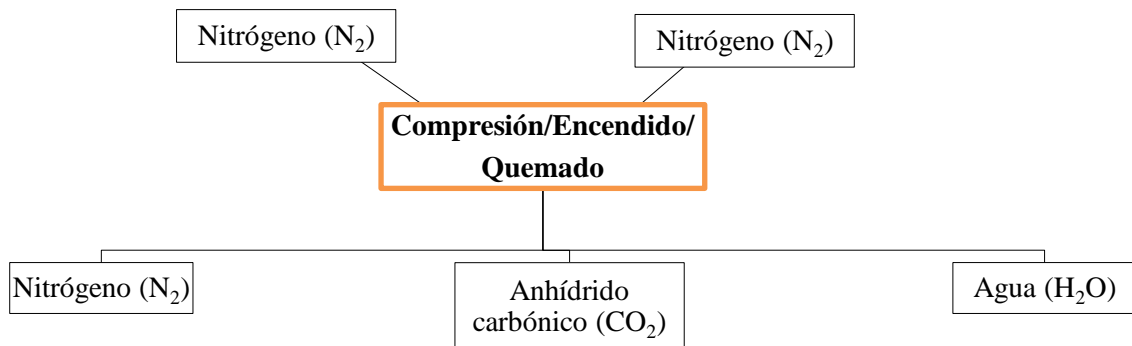 Nitrógeno (N₂)
Nitrógeno (N₂)
Compresión/Encendido/
Quemado
Nitrógeno (N₂)
Anhídrido
carbónico (CO₂)
Agua (H₂O)